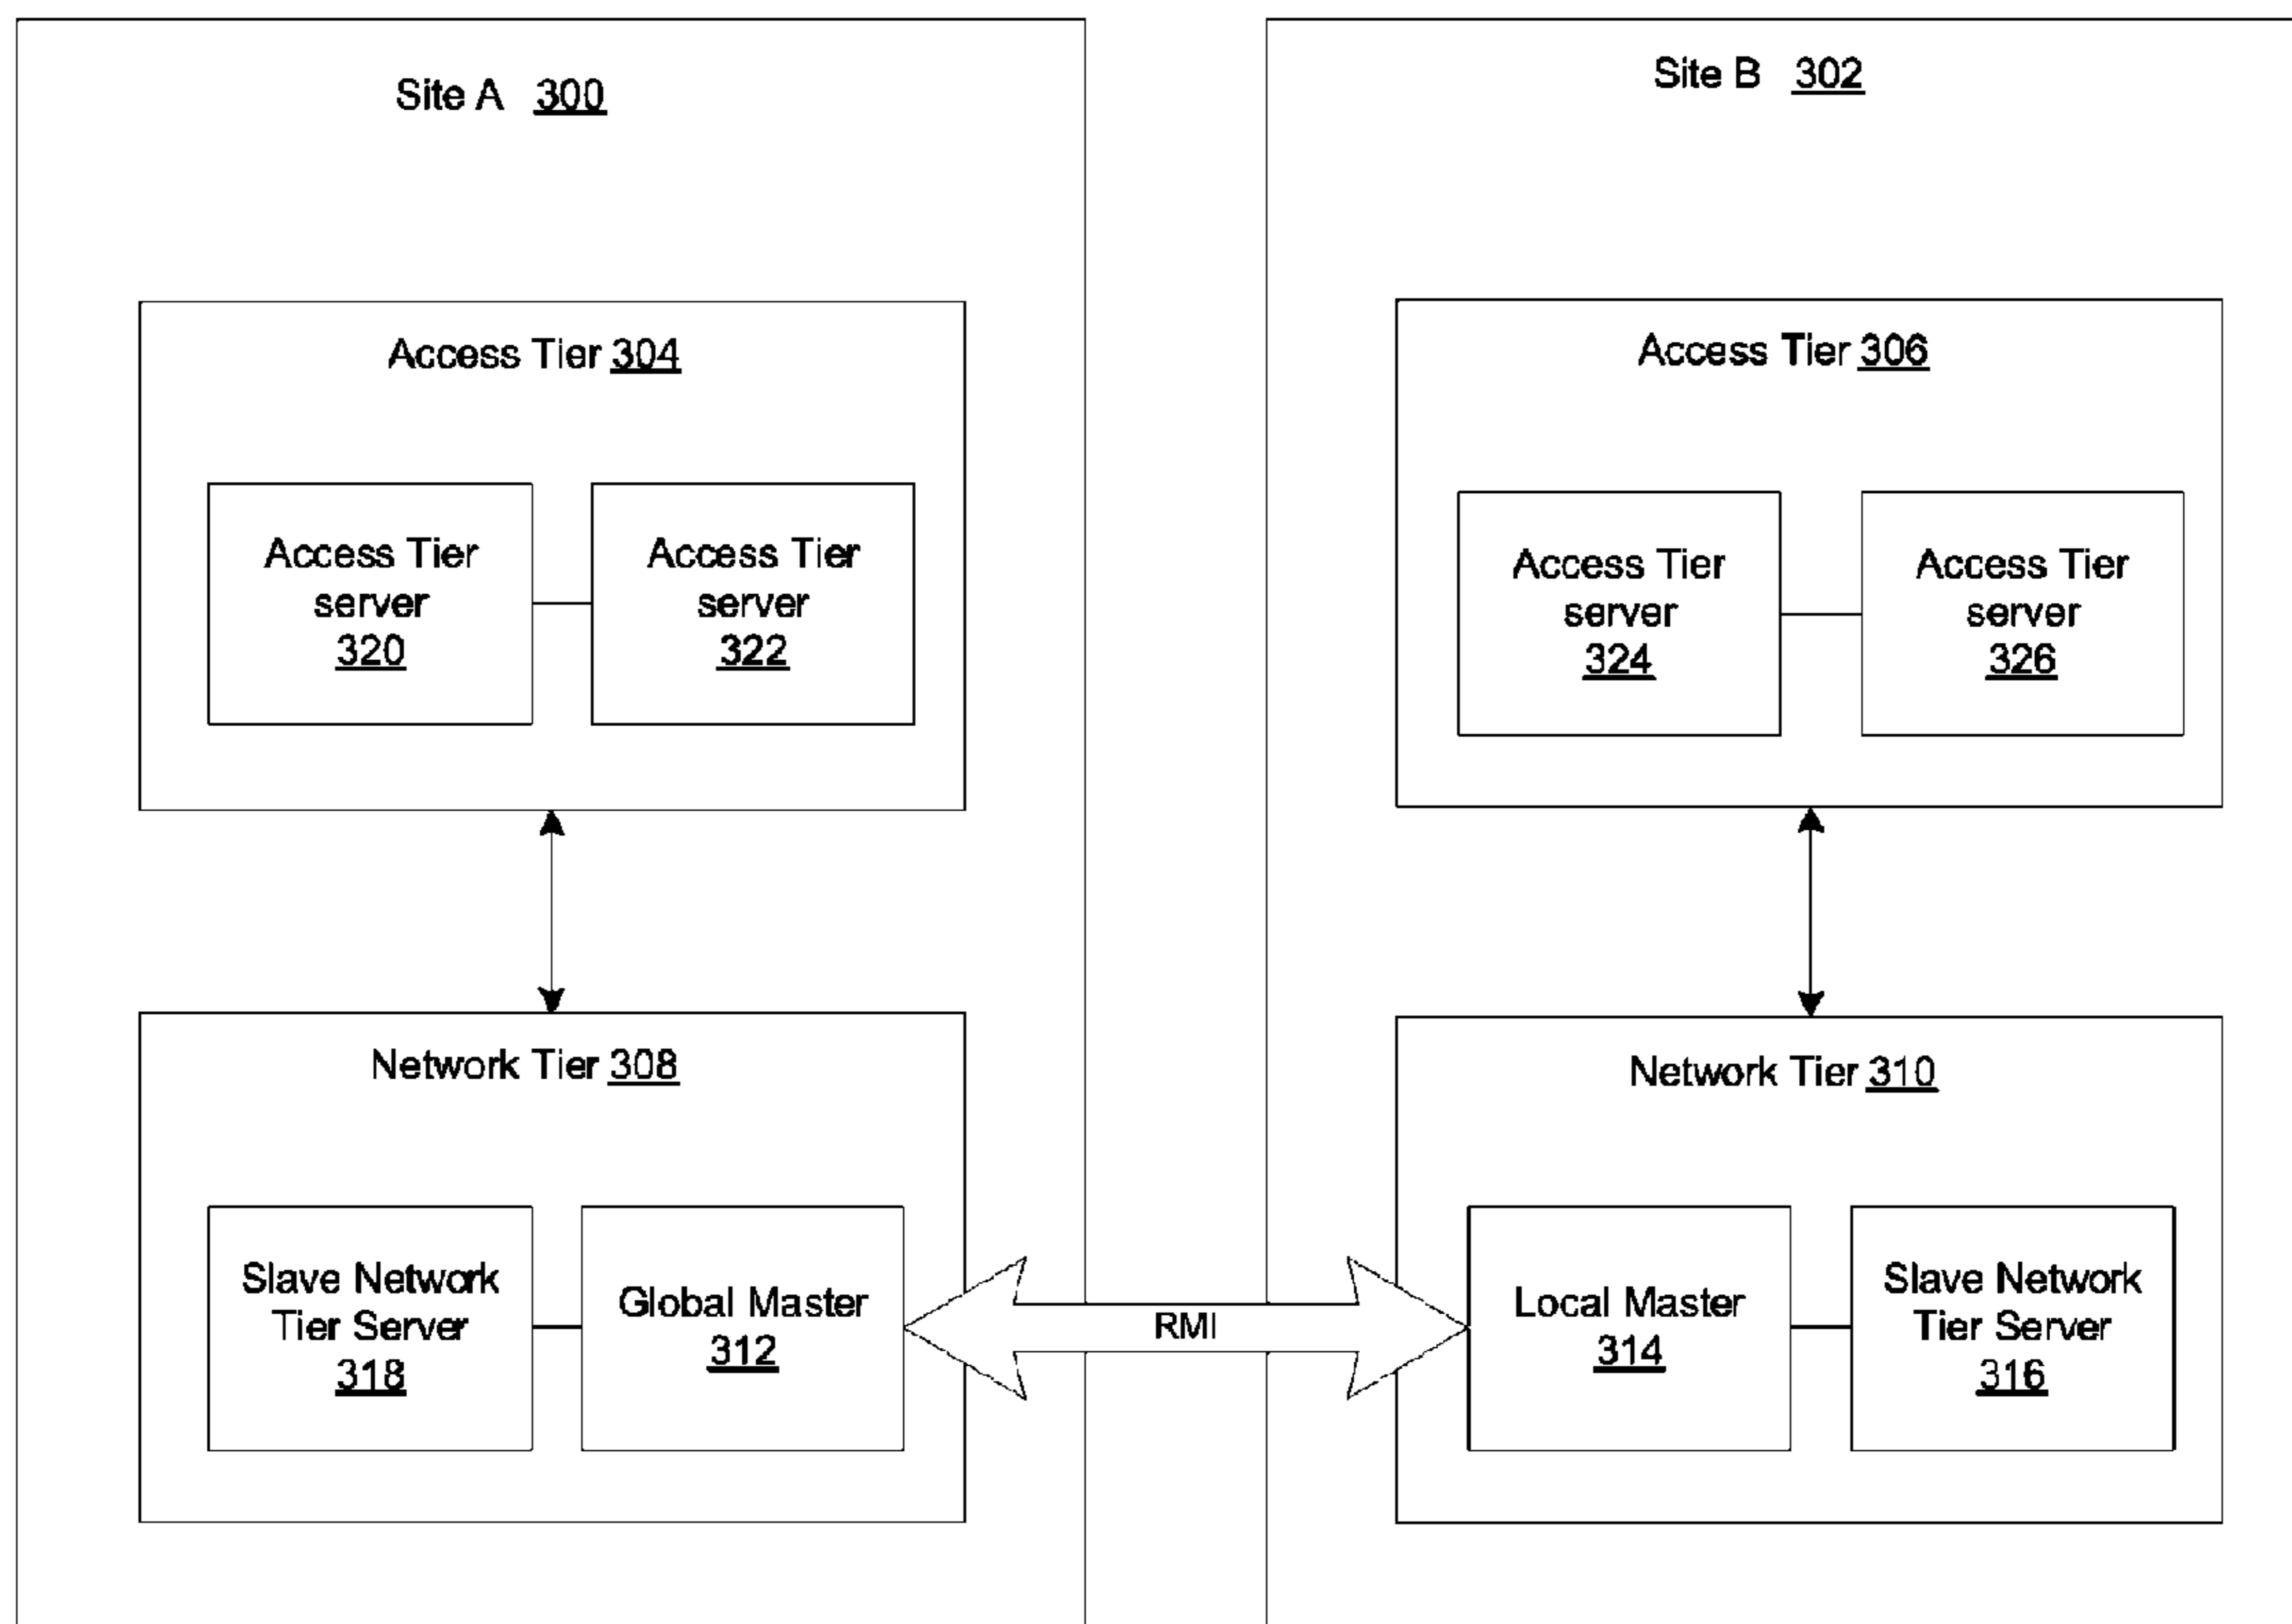 Site A 300
Access Tier 304
Access Tier
server
320
Access Tier
server
322
Network Tier 308
Slave Network
Tier Server
318
Global Master
312
RMI
Site B 302
Access Tier 306
Access Tier
server
324
Access Tier
server
326
Network Tier 310
Local Master
314
Slave Network
Tier Server
316